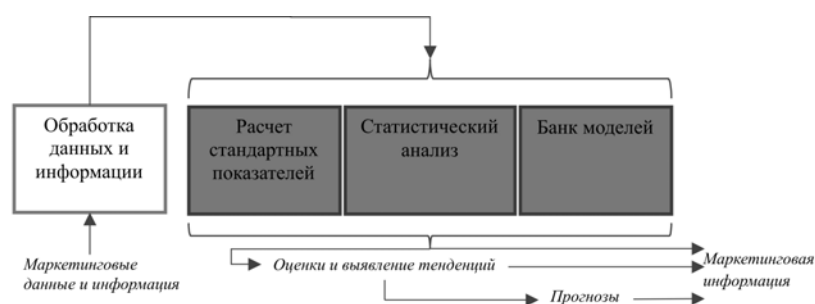 Обработка
данных и
информации
Расчет
стандартных
показателей
Статистический
анализ
Банк моделей
Маркетинговые
данные и информация
Оценки и выявление тенденций
Прогнозы
Маркетинговая
информация